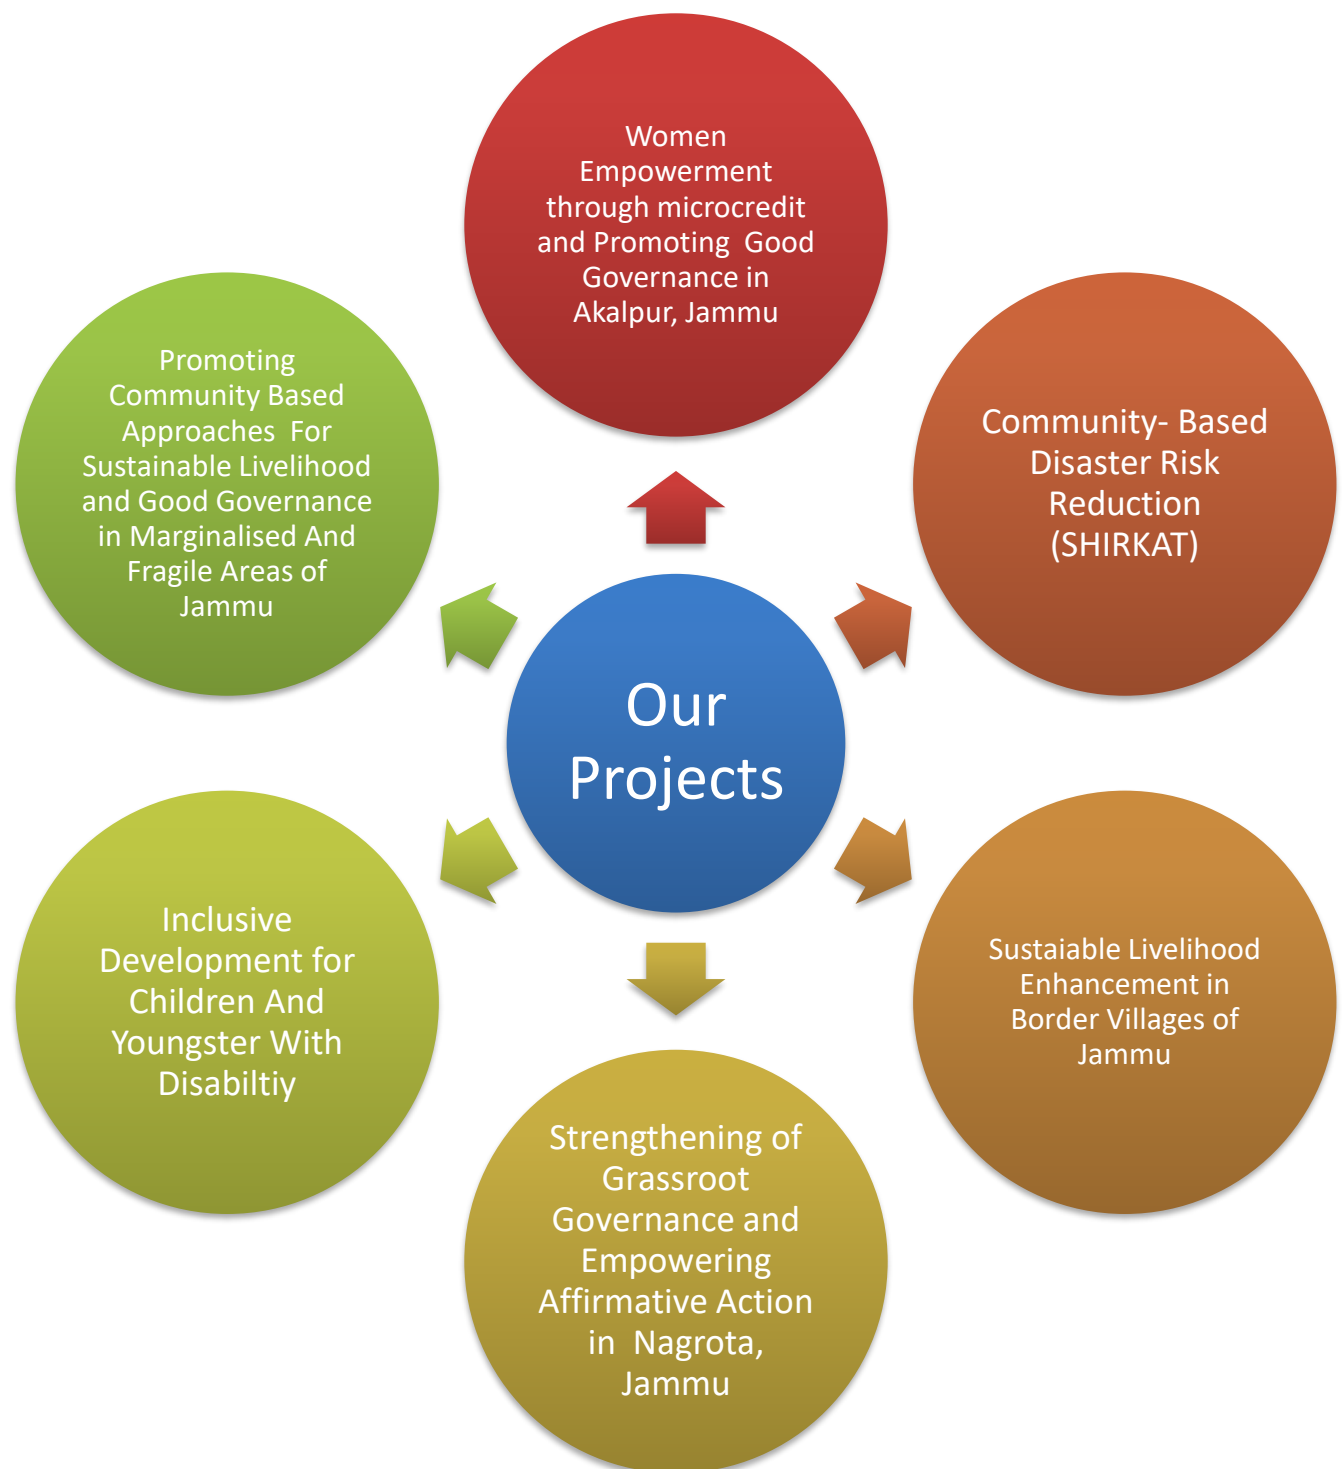 Our
Projects
Women
Empowerment
through microcredit
and Promoting Good
Governance in
Akalpur, Jammu
Community- Based
Disaster Risk
Reduction
(SHIRKAT)
Sustaiable Livelihood
Enhancement in
Border Villages of
Jammu
Strengthening of
Grassroot
Governance and
Empowering
Affirmative Action
in Nagrota,
Jammu
Inclusive
Development for
Children And
Youngster With
Disabiltiy
Promoting
Community Based
Approaches For
Sustainable Livelihood
and Good Governance
in Marginalised And
Fragile Areas of
Jammu